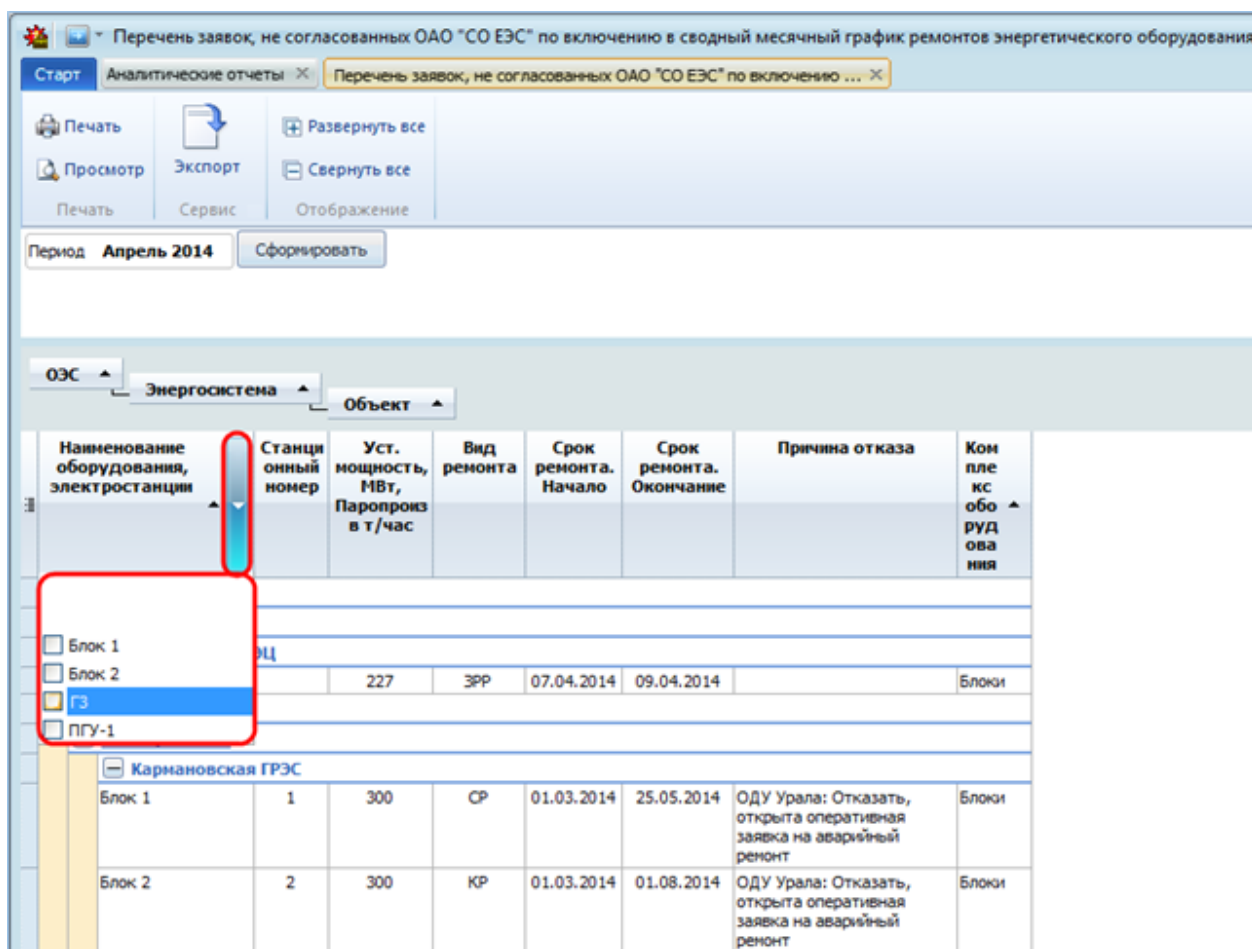 Перечень заявок, не согласованных ОАО "СО ЕЭС" по включению в сводный месячный график ремонтов энергетического оборудования
Старт Аналитические отчеты Перечень заявок, не согласованных ОАО "СО ЕЭС" по включению ...
Печать
Просмотр
Экспорт
Развернуть все
Свернуть все
Печать Сервис Отображение
Период Апрель 2014 Сформировать
ОЭС
Энергосистема
Объект
Наименование
оборудования,
электростанции
Станци
онный
номер
Уст.
мощность,
МВт,
Паропроиз
в т/час
Вид
ремонта
Срок
ремонта.
Начало
Срок
ремонта.
Окончание
Причина отказа
Ком
пле
кс
обо
руд
ова
ния
Блок 1
Блок 2
ГЗ
ПГУ-1
ЭЦ
227 ЗРР 07.04.2014 09.04.2014 Блоки
Кармановская ГРЭС
Блок 1 1 300 СР 01.03.2014 25.05.2014 ОДУ Урала: Отказать, Блоки
открыта оперативная
заявка на аварийный
ремонт
Блок 2 2 300 КР 01.03.2014 01.08.2014 ОДУ Урала: Отказать, Блоки
открыта оперативная
заявка на аварийный
ремонт